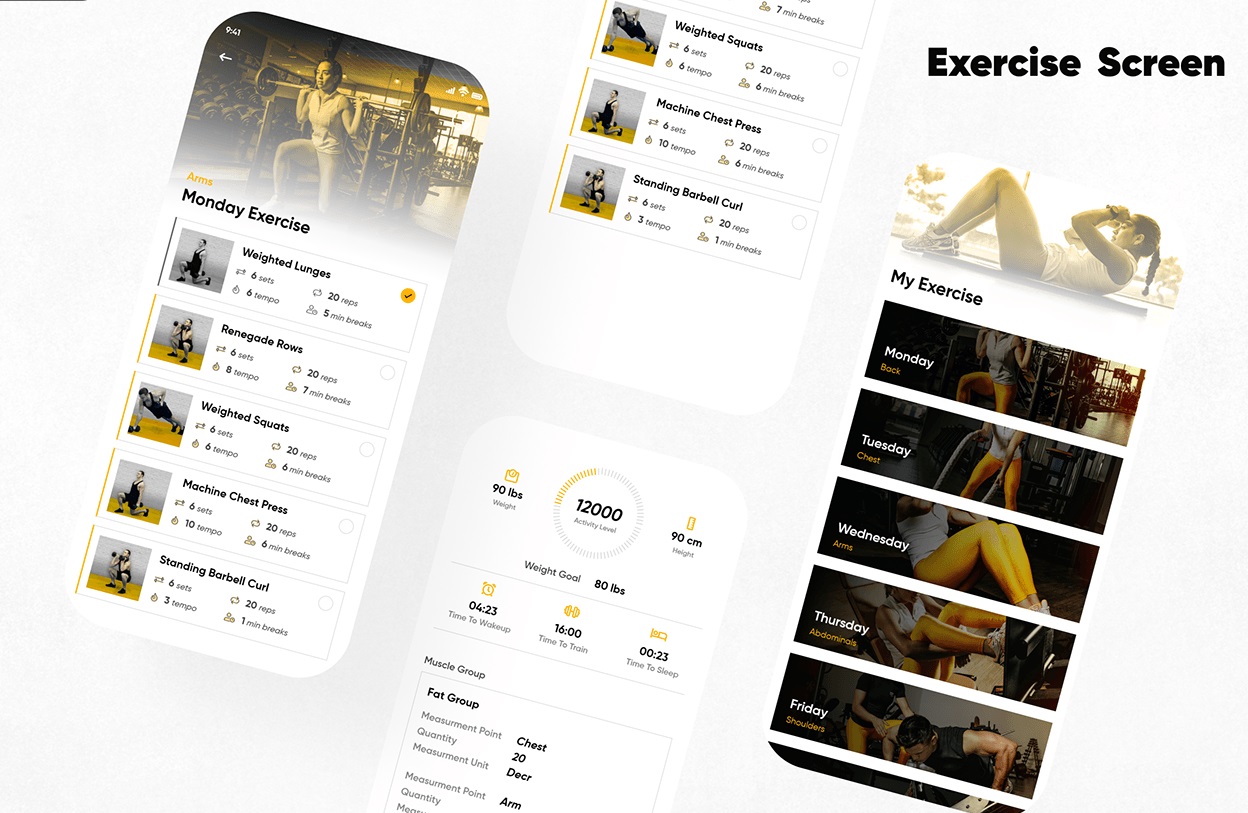 Exercise Screen
9:41
Arms
Monday Exercise
Weighted Lunges
6 sets
20 reps
6 tempo
5 min breaks
Renegade Rows
6 sets
20 reps
8 tempo
7 min breaks
Weighted Squats
6 sets
20 reps
6 tempo
6 min breaks
Machine Chest Press
6 sets
20 reps
10 tempo
6 min breaks
Standing Barbell Curl
6 sets
20 reps
3 tempo
1 min breaks
7 min breaks
Weighted Squats
6 sets
20 reps
6 tempo
6 min breaks
Machine Chest Press
6 sets
20 reps
10 tempo
6 min breaks
Standing Barbell Curl
6 sets
20 reps
3 tempo
1 min breaks
90 lbs
Weight
12000
Activity Level
90 cm
Height
Weight Goal 80 lbs
04:23
Time To Wakeup
16:00
Time To Train
00:23
Time To Sleep
Muscle Group
Fat Group
Measurment Point Chest
Quantity 20
Measurment Unit Decr
Measurment Point Arm
Quantity
My Exercise
Monday
Back
Tuesday
Chest
Wednesday
Arms
Thursday
Abdominals
Friday
Shoulders